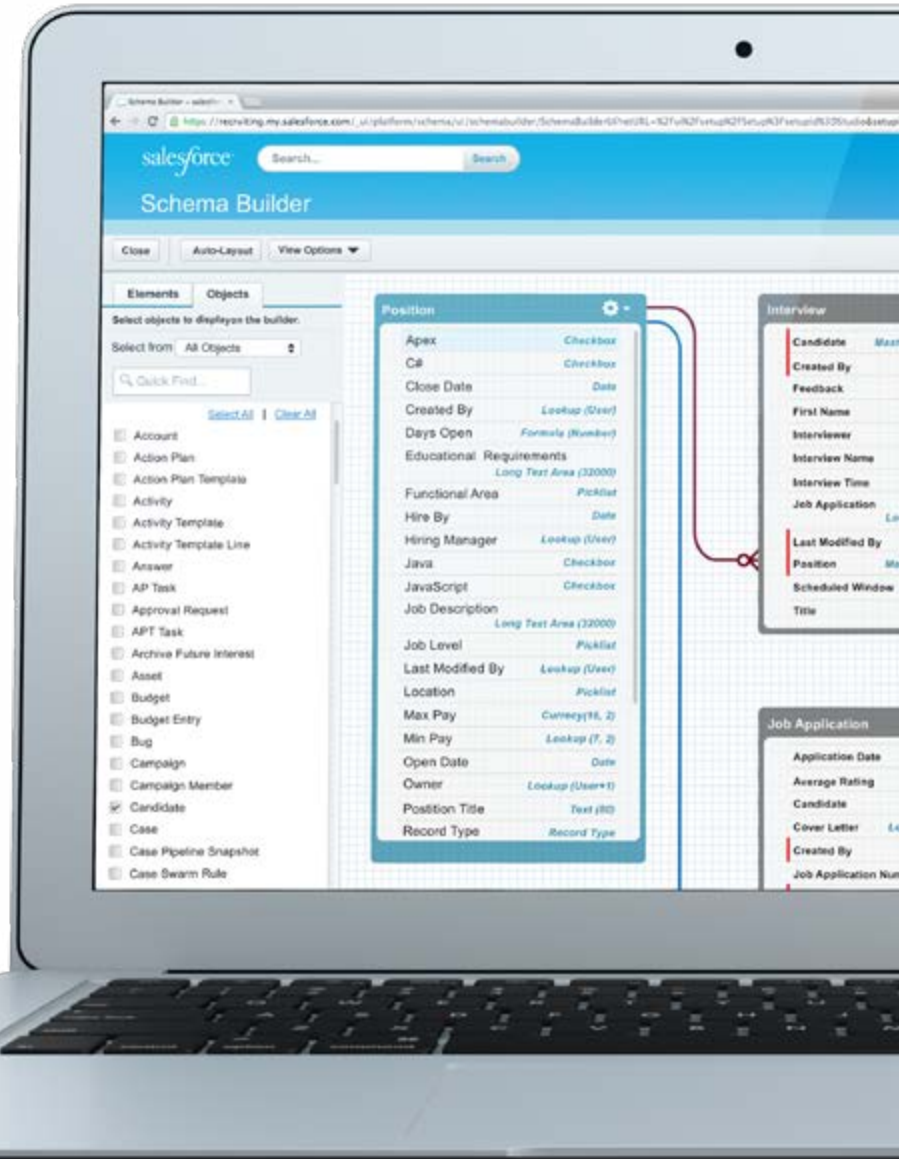 Schema Builder
salesforce
Search...
Search
Schema Builder
Close
Auto-Layout
View Options
Elements
Objects
Select objects to displayon the builder.
Select from
All Objects
Quick Find...
Select All | Clear All
Account
Action Plan
Action Plan Template
Activity
Activity Template
Activity Template Line
Answer
AP Task
Approval Request
APT Task
Archive Future Interest
Asset
Budget
Budget Entry
Bug
Campaign
Campaign Member
Candidate
Case
Case Pipeline Snapshot
Case Swarm Rule
Position
Apex Checkbox
C# Checkbox
Close Date Date
Created By Lookup (User)
Days Open Formula (Number)
Educational Requirements
Long Text Area (32000)
Functional Area Picklist
Hire By Date
Hiring Manager Lookup (User)
Java Checkbox
JavaScript Checkbox
Job Description
Long Text Area (32000)
Job Level Picklist
Last Modified By Lookup (User)
Location Picklist
Max Pay Currecy(16, 2)
Min Pay Lookup (7, 2)
Open Date Date
Owner Lookup (User+1)
Postition Title Text (80)
Record Type Record Type
Interview
Candidate
Created By
Feedback
First Name
Interviewer
Interview Name
Interview Time
Job Application
Last Modified By
Position
Scheduled Window
Title
Job Application
Application Date
Average Rating
Candidate
Cover Letter
Created By
Job Application
command
option
command